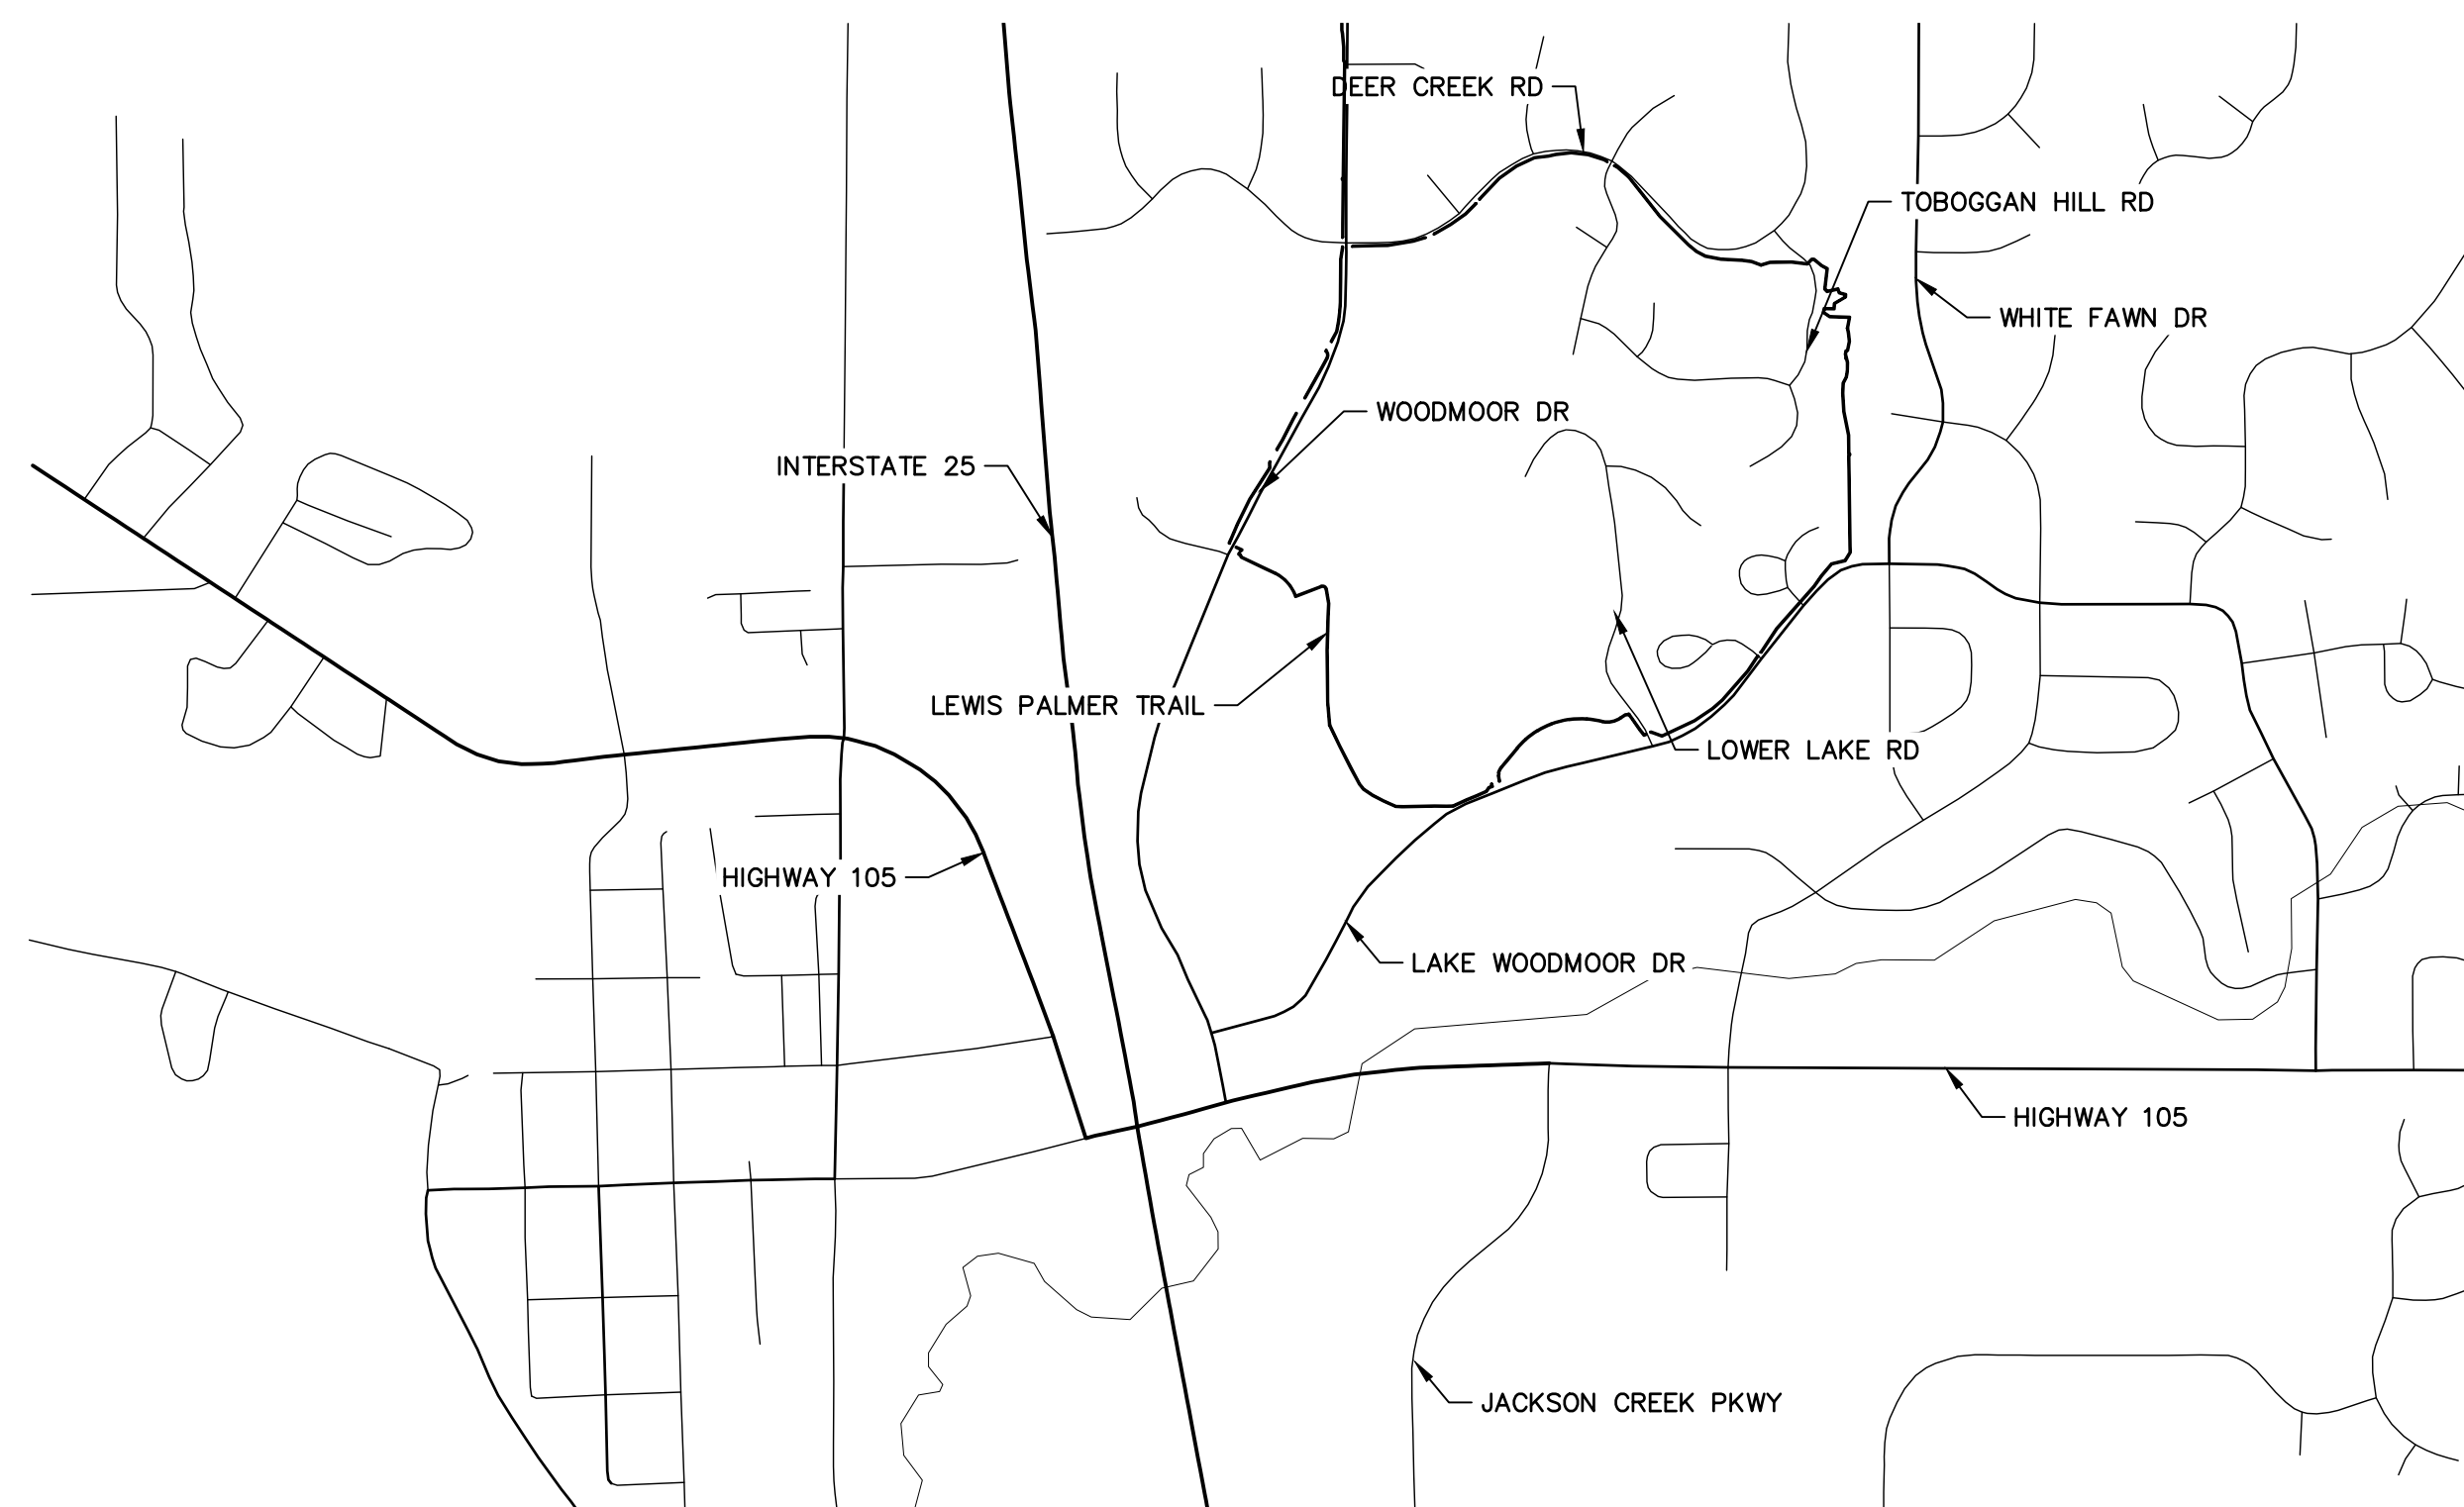 DEER CREEK RD
TOBOGGAN HILL RD
WHITE FAWN DR
WOODMOOR DR
INTERSTATE 25
LEWIS PALMER TRAIL
LOWER LAKE RD
HIGHWAY 105
LAKE WOODMOOR DR
HIGHWAY 105
JACKSON CREEK PKWY